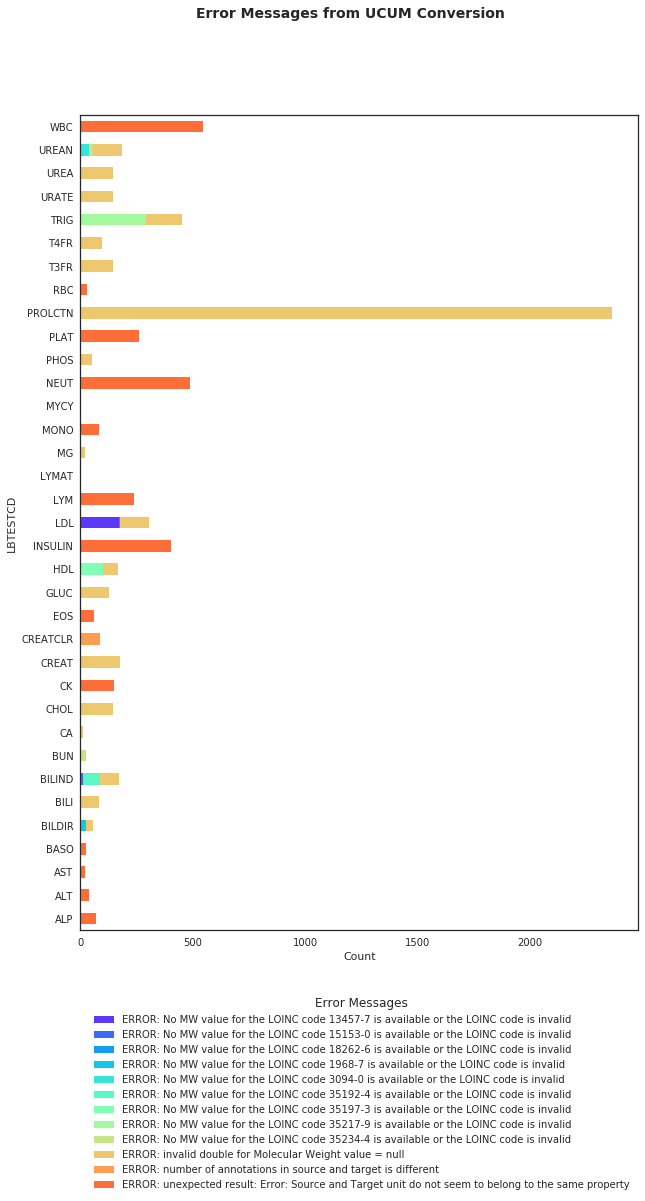 Error Messages from UCUM Conversion
WBC
UREAN
UREA
URATE
TRIG
T4FR
T3FR
RBC
PROLCTN
PLAT
PHOS
NEUT
MYCY
MONO
MG
LYMAT
LYM
LDL
INSULIN
HDL
GLUC
EOS
CREATCLR
CREAT
CK
CHOL
CA
BUN
BILIND
BILI
BILDIR
BASO
AST
ALT
ALP
LBTESTCD
0 500 1000 1500 2000
Count
Error Messages
ERROR: No MW value for the LOINC code 13457-7 is available or the LOINC code is invalid
ERROR: No MW value for the LOINC code 15153-0 is available or the LOINC code is invalid
ERROR: No MW value for the LOINC code 18262-6 is available or the LOINC code is invalid
ERROR: No MW value for the LOINC code 1968-7 is available or the LOINC code is invalid
ERROR: No MW value for the LOINC code 3094-0 is available or the LOINC code is invalid
ERROR: No MW value for the LOINC code 35192-4 is available or the LOINC code is invalid
ERROR: No MW value for the LOINC code 35197-3 is available or the LOINC code is invalid
ERROR: No MW value for the LOINC code 35217-9 is available or the LOINC code is invalid
ERROR: No MW value for the LOINC code 35234-4 is available or the LOINC code is invalid
ERROR: invalid double for Molecular Weight value = null
ERROR: number of annotations in source and target is different
ERROR: unexpected result: Error: Source and Target unit do not seem to belong to the same property